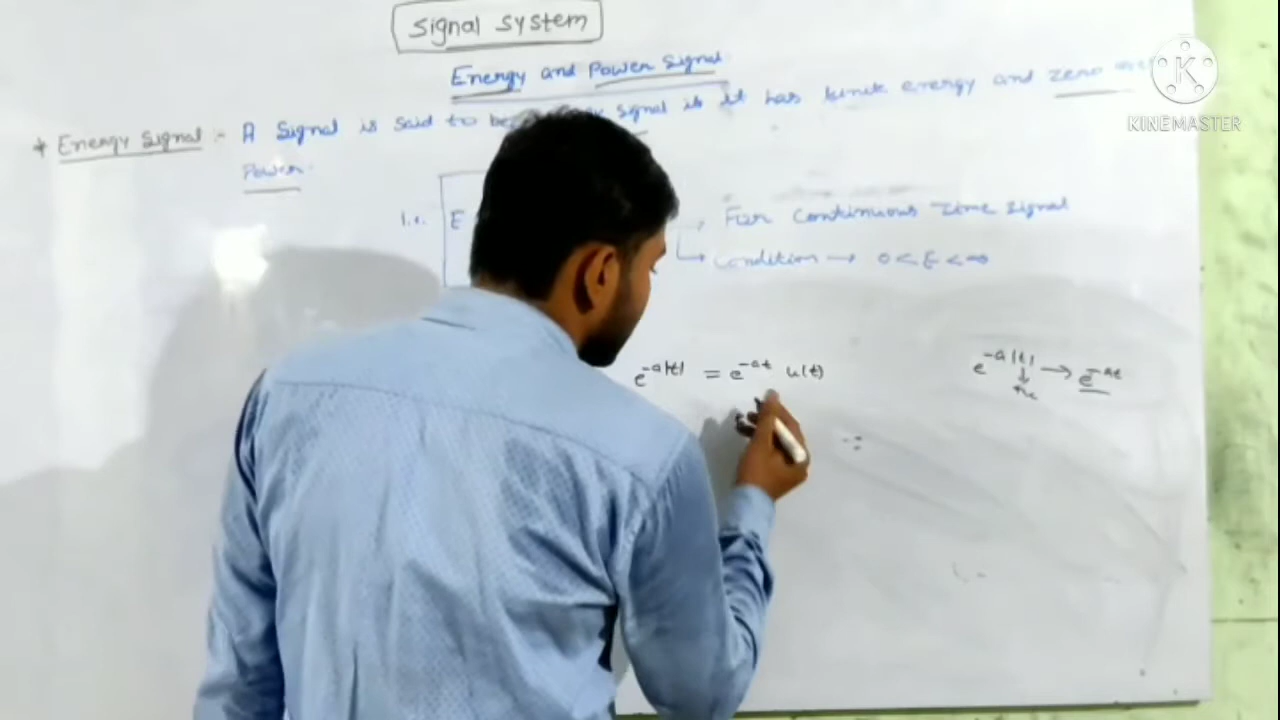 Signal System
Energy and Power Signal
* Energy Signal :- A Signal is said to be Signal if it has finite energy and zero
Power.
i.e. E → For Continuous Time Signal
→ Condition → 0 < E < ∞
e^-a|t| = e^-at u(t)
e^-a|t| → e^-at
↓
+ve
KINEMASTER